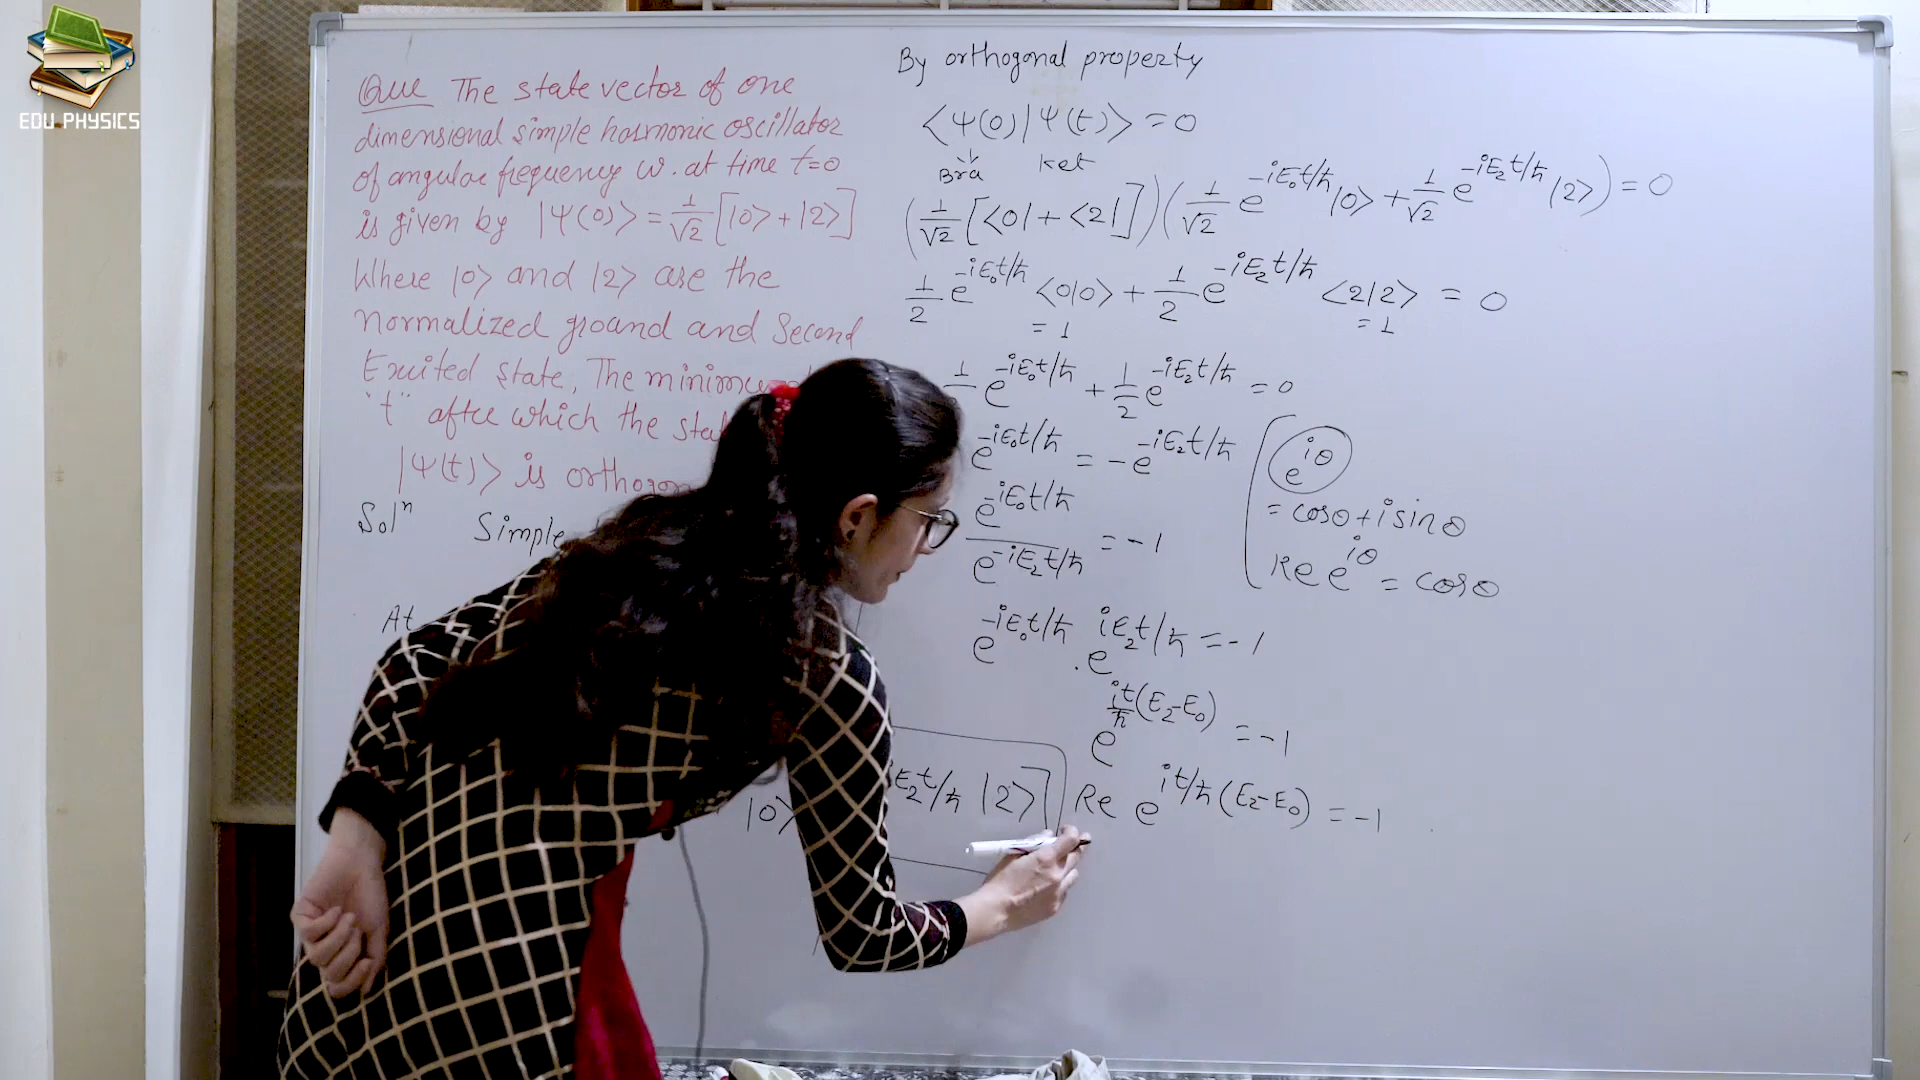 EDU PHYSICS
Que The state vector of one
dimensional simple harmonic oscillator
of angular frequency ω. at time t=0
is given by |Ψ(0)> = 1/√2 [|0> + |2>]
Where |0> and |2> are the
normalized ground and Second
Excited state, The
"t" after which the
|Ψ(t)> is
Solⁿ Simple
At
|0>
E₂t/ħ |2>]
By orthogonal property
<Ψ(0)|Ψ(t)> = 0
Bra Ket
(1/√2 [<0| + <2|]) (1/√2 e^-iE₀t/ħ |0> + 1/√2 e^-iE₂t/ħ |2>) = 0
1/2 e^-iE₀t/ħ <0|0> + 1/2 e^-iE₂t/ħ <2|2> = 0
= 1 = 1
e^-iE₀t/ħ + 1/2 e^-iE₂t/ħ = 0
e^-iE₀t/ħ = -e^-iE₂t/ħ
e^-iE₀t/ħ / e^-iE₂t/ħ = -1
e^-iE₀t/ħ . e^iE₂t/ħ = -1
e^it/ħ(E₂-E₀) = -1
Re e^it/ħ(E₂-E₀) = -1
e^iθ
= cosθ + i sinθ
Re e^iθ = cosθ